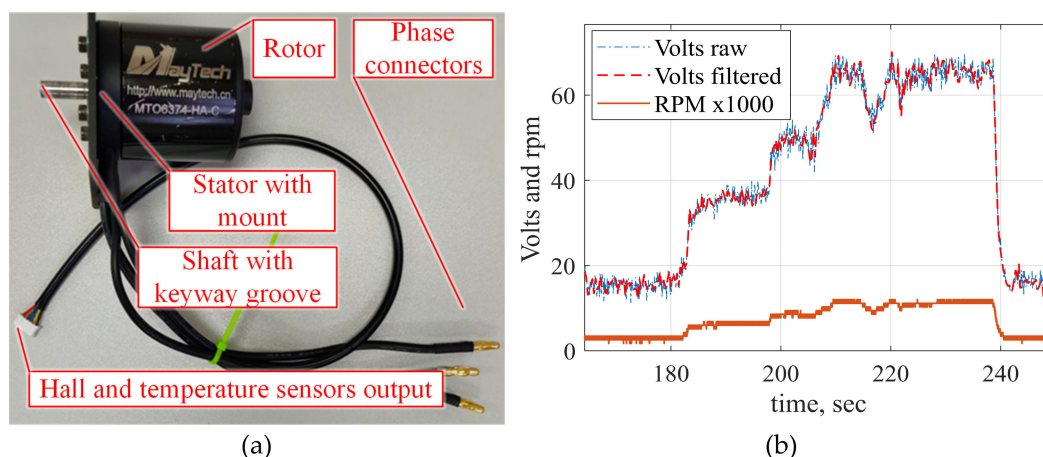 Rotor
Phase
connectors
MayTech
http://www.maytech.cn
MTO6374-HA-C
Stator with
mount
Shaft with
keyway groove
Hall and temperature sensors output
(a)
Volts raw
Volts filtered
RPM x1000
Volts and rpm
60
40
20
0
180
200
220
240
time, sec
(b)